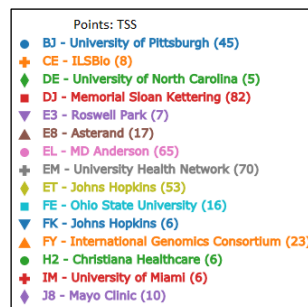 Points: TSS
BJ - University of Pittsburgh (45)
CE - ILSBio (8)
DE - University of North Carolina (5)
DJ - Memorial Sloan Kettering (82)
E3 - Roswell Park (7)
E8 - Asterand (17)
EL - MD Anderson (65)
EM - University Health Network (70)
ET - Johns Hopkins (53)
FE - Ohio State University (16)
FK - Johns Hopkins (6)
FY - International Genomics Consortium (23)
H2 - Christiana Healthcare (6)
IM - University of Miami (6)
J8 - Mayo Clinic (10)